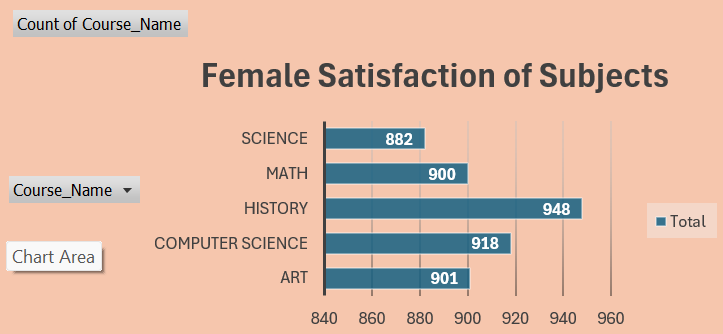 Count of Course_Name
Female Satisfaction of Subjects
SCIENCE 882
MATH 900
Course_Name
HISTORY 948
Total
COMPUTER SCIENCE 918
Chart Area
ART 901
840 860 880 900 920 940 960